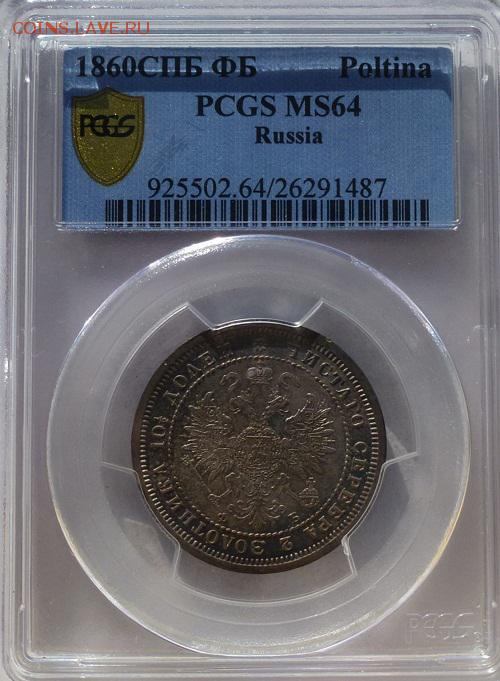 COINS.LAVE.RU
1860СПБ ФБ Poltina
PCGS MS64
Russia
PCGS
925502.64/26291487
ЧИСТАГО СЕРЕБРА 2 ЗОЛОТНИКА 10½ ДОЛЕЙ
Ф Б
PCGS